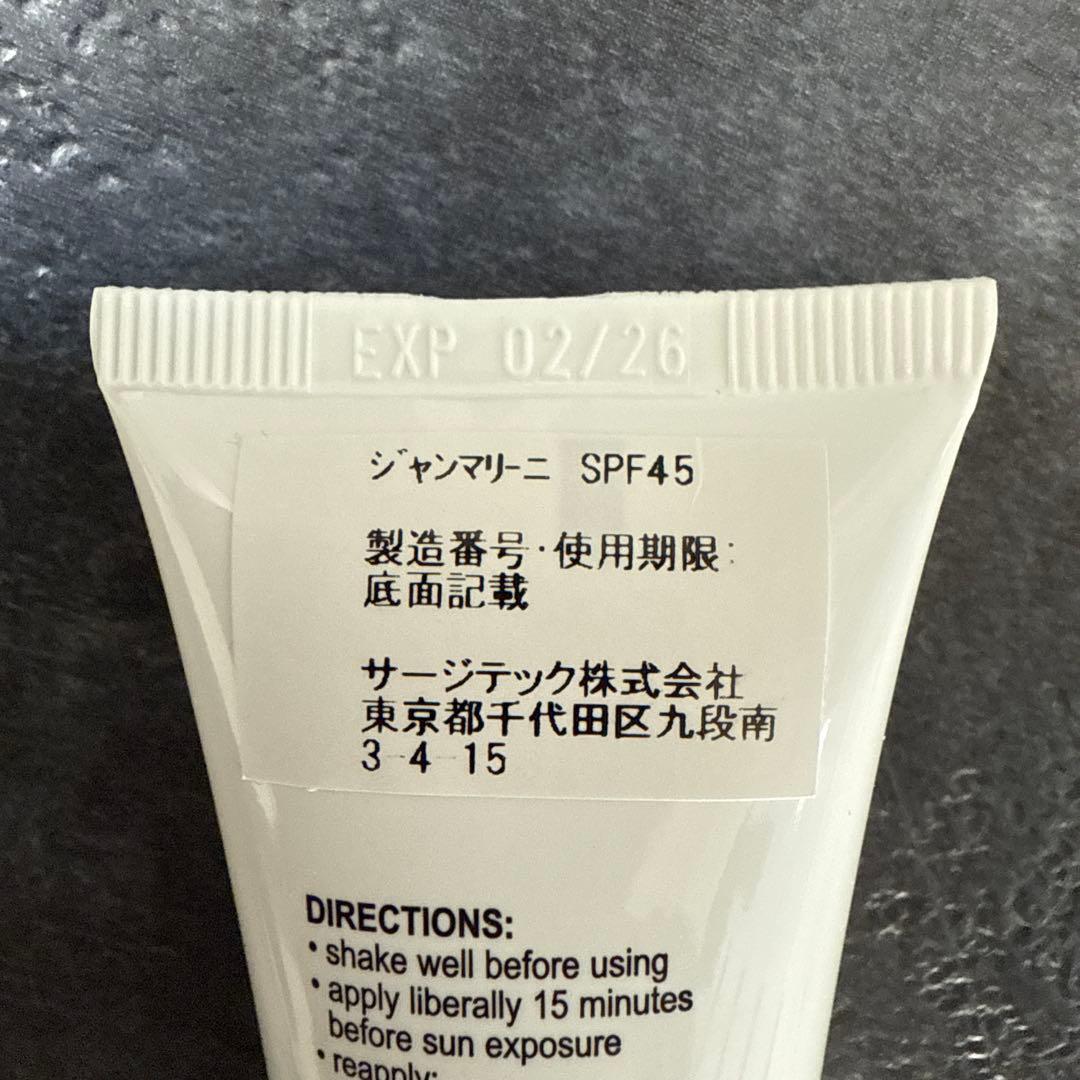 EXP 02/26
ジャンマリーニ SPF45
製造番号・使用期限:
底面記載
サージテック株式会社
東京都千代田区九段南
3-4-15
DIRECTIONS:
• shake well before using
• apply liberally 15 minutes
before sun exposure
• reapply: